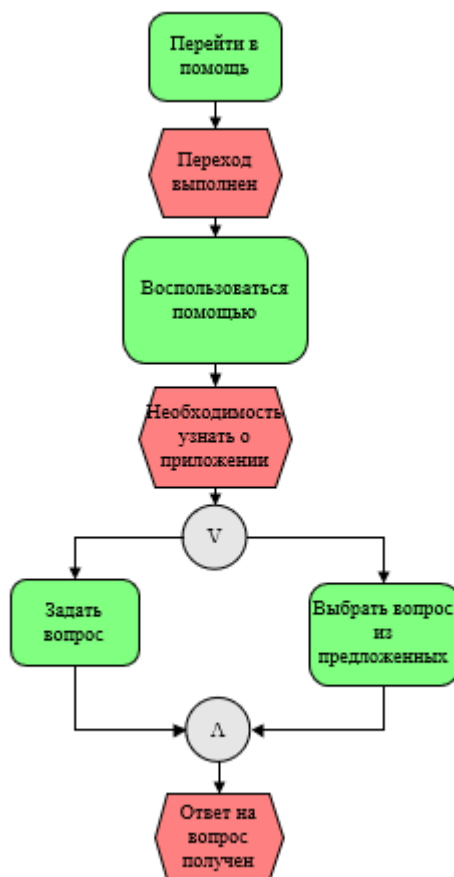 Перейти в
помощь
Переход
выполнен
Воспользоваться
помощью
Необходимость
узнать о
приложении
V
Задать
вопрос
Выбрать вопрос
из
предложенных
Λ
Ответ на
вопрос
получен